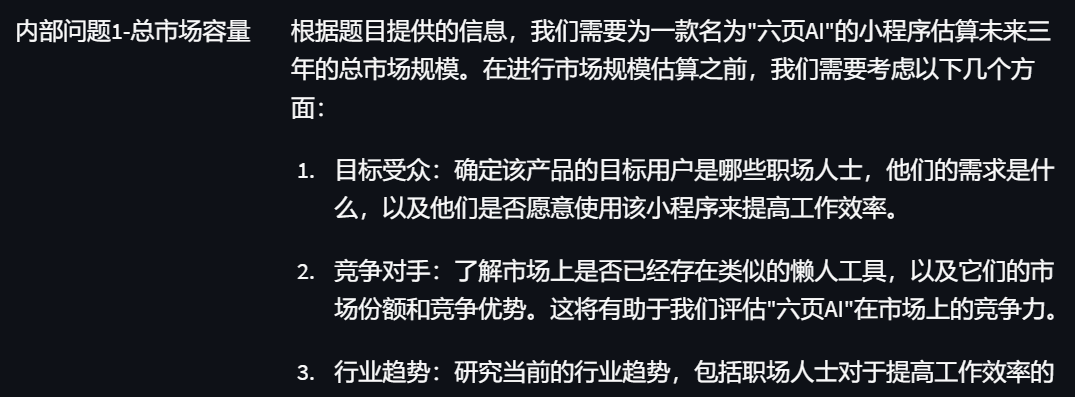 内部问题1-总市场容量
根据题目提供的信息，我们需要为一款名为"六页AI"的小程序估算未来三
年的总市场规模。在进行市场规模估算之前，我们需要考虑以下几个方
面：
1. 目标受众：确定该产品的目标用户是哪些职场人士，他们的需求是什
么，以及他们是否愿意使用该小程序来提高工作效率。
2. 竞争对手：了解市场上是否已经存在类似的懒人工具，以及它们的市
场份额和竞争优势。这将有助于我们评估"六页AI"在市场上的竞争力。
3. 行业趋势：研究当前的行业趋势，包括职场人士对于提高工作效率的